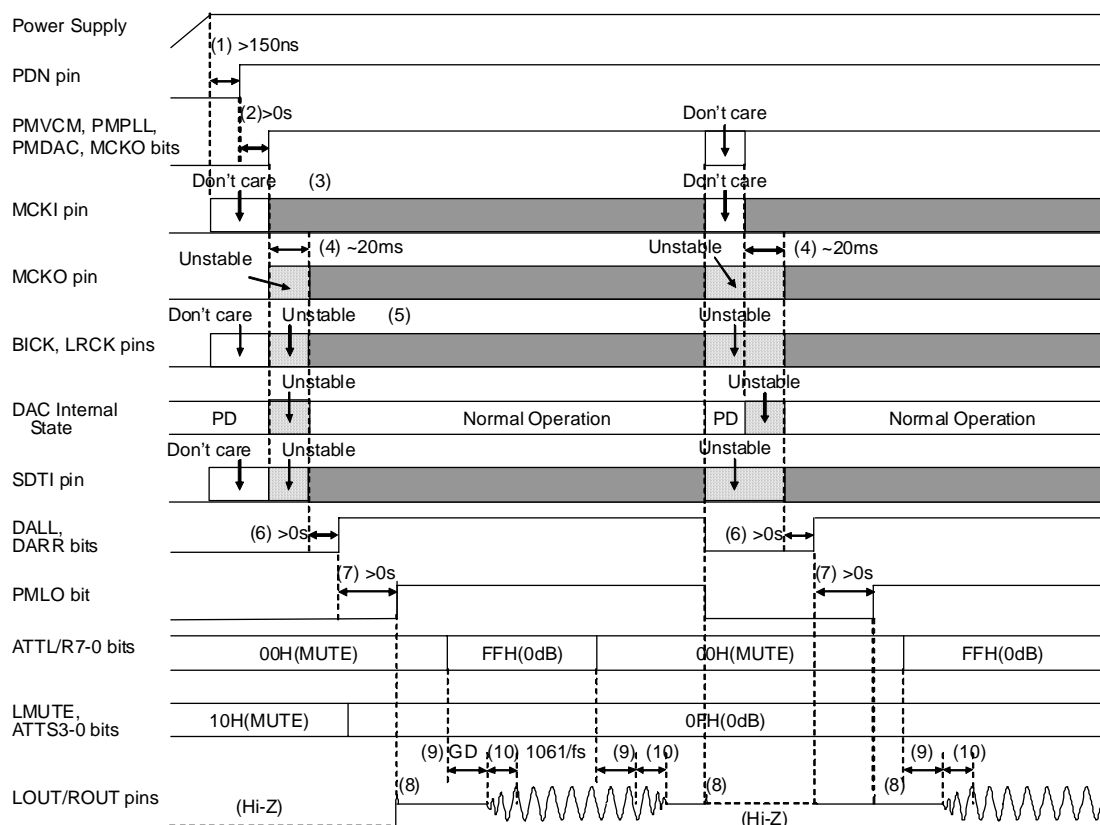 Power Supply
(1) >150ns
PDN pin
(2)>0s
Don't care
PMVCM, PMPLL,
PMDAC, MCKO bits
Don't care (3) Don't care
MCKI pin
(4) ~20ms (4) ~20ms
Unstable Unstable
MCKO pin
Don't care Unstable (5) Unstable
BICK, LRCK pins
Unstable Unstable
DAC Internal
State
PD Normal Operation PD Normal Operation
Don't care Unstable Unstable
SDTI pin
DALL,
DARR bits
(6) >0s (6) >0s
(7) >0s (7) >0s
PMLO bit
ATTL/R7-0 bits
00H(MUTE) FFH(0dB) 00H(MUTE) FFH(0dB)
LMUTE,
ATTS3-0 bits
10H(MUTE) 0FH(0dB)
(9) GD (10) 1061/fs (9) (10) (9) (10)
(8) (8) (8)
LOUT/ROUT pins
(Hi-Z) (Hi-Z)